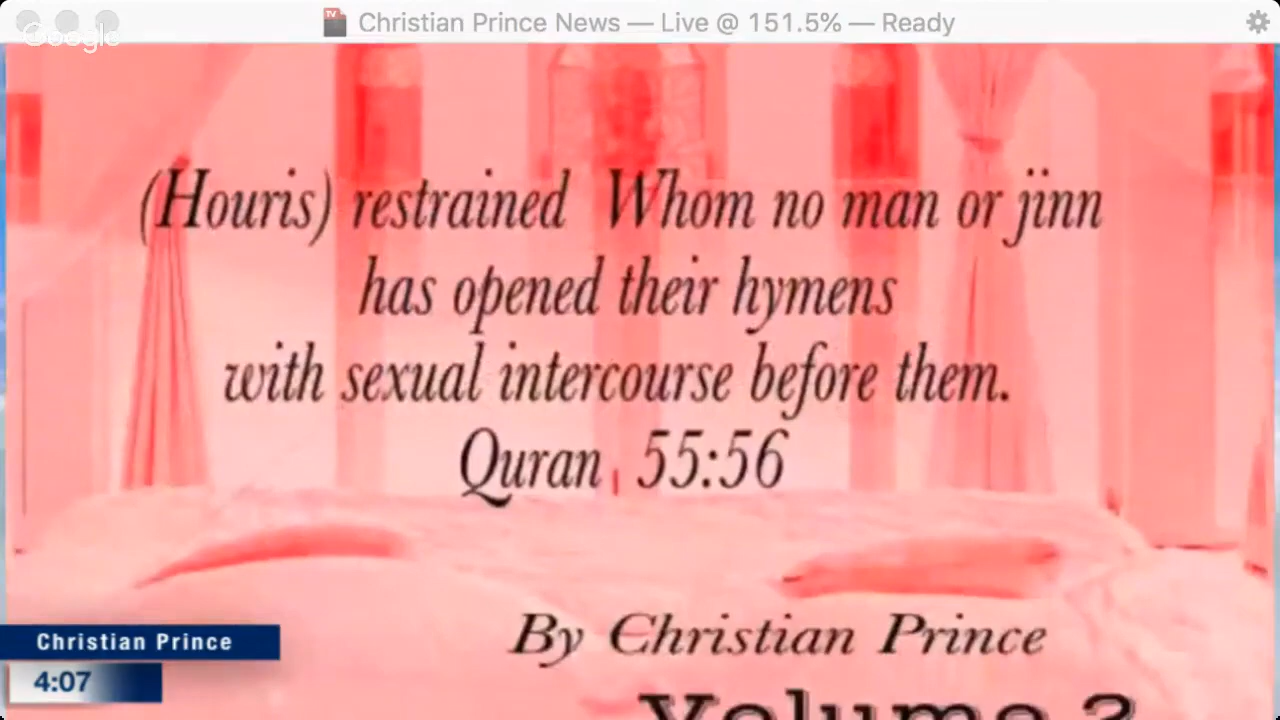 Christian Prince News — Live @ 151.5% — Ready
Google
(Houris) restrained Whom no man or jinn
has opened their hymens
with sexual intercourse before them.
Quran 55:56
By Christian Prince
Christian Prince
4:07